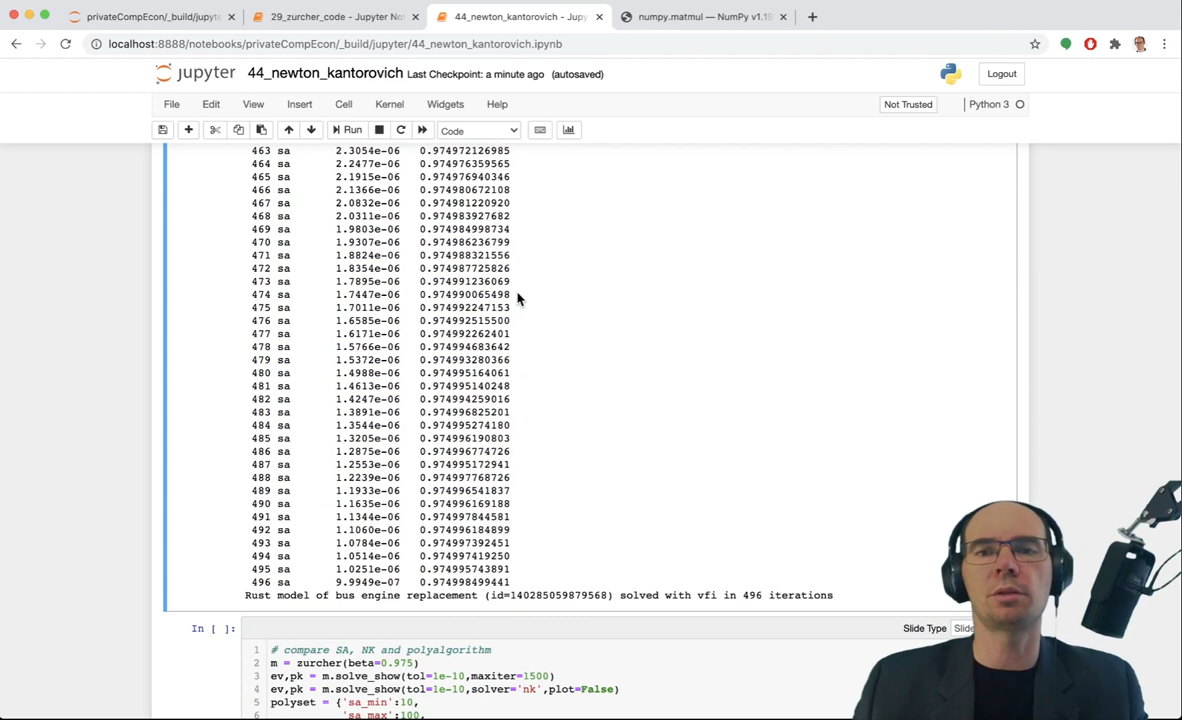 privateCompEcon/_build/jupyte
29_zurcher_code - Jupyter No
44_newton_kantorovich - Jupy
numpy.matmul — NumPy v1.19
localhost:8888/notebooks/privateCompEcon/_build/jupyter/44_newton_kantorovich.ipynb
jupyter 44_newton_kantorovich Last Checkpoint: a minute ago (autosaved)
Logout
File Edit View Insert Cell Kernel Widgets Help
Not Trusted
Python 3
Run
Code
463 sa 2.3054e-06 0.974972126985
464 sa 2.2477e-06 0.974976359565
465 sa 2.1915e-06 0.974976940346
466 sa 2.1366e-06 0.974980672108
467 sa 2.0832e-06 0.974981220920
468 sa 2.0311e-06 0.974983927682
469 sa 1.9803e-06 0.974984998734
470 sa 1.9307e-06 0.974986236799
471 sa 1.8824e-06 0.974988321556
472 sa 1.8354e-06 0.974987725826
473 sa 1.7895e-06 0.974991236069
474 sa 1.7447e-06 0.974990065498
475 sa 1.7011e-06 0.974992247153
476 sa 1.6585e-06 0.974992515500
477 sa 1.6171e-06 0.974992262401
478 sa 1.5766e-06 0.974994683642
479 sa 1.5372e-06 0.974993280366
480 sa 1.4988e-06 0.974995164061
481 sa 1.4613e-06 0.974995140248
482 sa 1.4247e-06 0.974994259016
483 sa 1.3891e-06 0.974996825201
484 sa 1.3544e-06 0.974995274180
485 sa 1.3205e-06 0.974996190803
486 sa 1.2875e-06 0.974996774726
487 sa 1.2553e-06 0.974995172941
488 sa 1.2239e-06 0.974997768726
489 sa 1.1933e-06 0.974996541837
490 sa 1.1635e-06 0.974996169188
491 sa 1.1344e-06 0.974997844581
492 sa 1.1060e-06 0.974996184899
493 sa 1.0784e-06 0.974997392451
494 sa 1.0514e-06 0.974997419250
495 sa 1.0251e-06 0.974995743891
496 sa 9.9949e-07 0.974998499441
Rust model of bus engine replacement (id=140285059879568) solved with vfi in 496 iterations
In [ ]:
Slide Type Slide
1 # compare SA, NK and polyalgorithm
2 m = zurcher(beta=0.975)
3 ev,pk = m.solve_show(tol=1e-10,maxiter=1500)
4 ev,pk = m.solve_show(tol=1e-10,solver='nk',plot=False)
5 polyset = {'sa_min':10,
6 'sa_max':100,